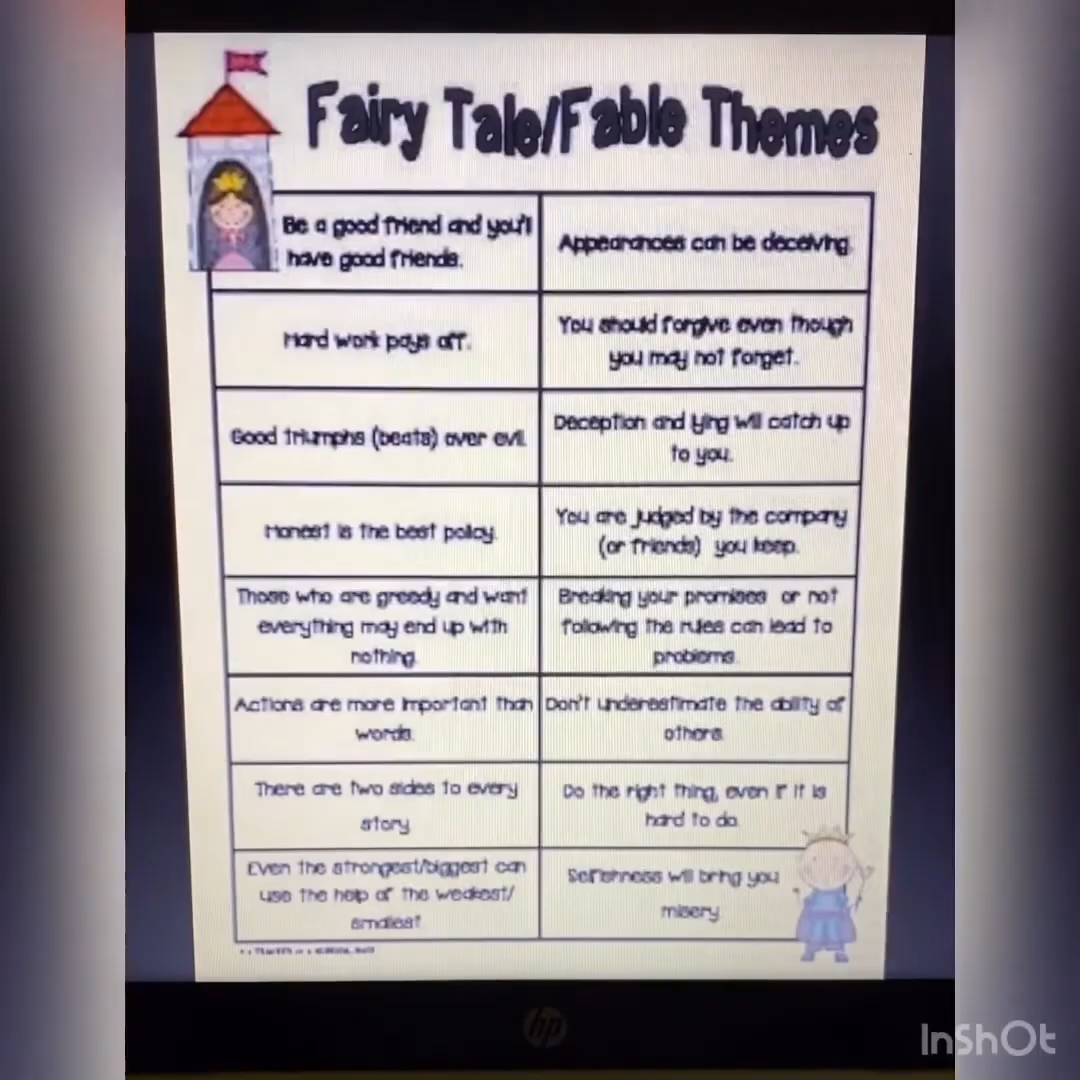 Fairy Tale/Fable Themes
Be a good friend and you'll
have good friends.
Appearances can be deceiving.
Hard work pays off.
You should forgive even though
you may not forget.
Good triumphs (beats) over evil.
Deception and lying will catch up
to you.
Honest is the best policy.
You are judged by the company
(or friends) you keep.
Those who are greedy and want
everything may end up with
nothing.
Breaking your promises or not
following the rules can lead to
problems.
Actions are more important than
words.
Don't underestimate the ability of
others.
There are two sides to every
story
Do the right thing, even if it is
hard to do.
Even the strongest/biggest can
use the help of the weakest/
smallest
Selfishness will bring you
misery.
hp
InShOt